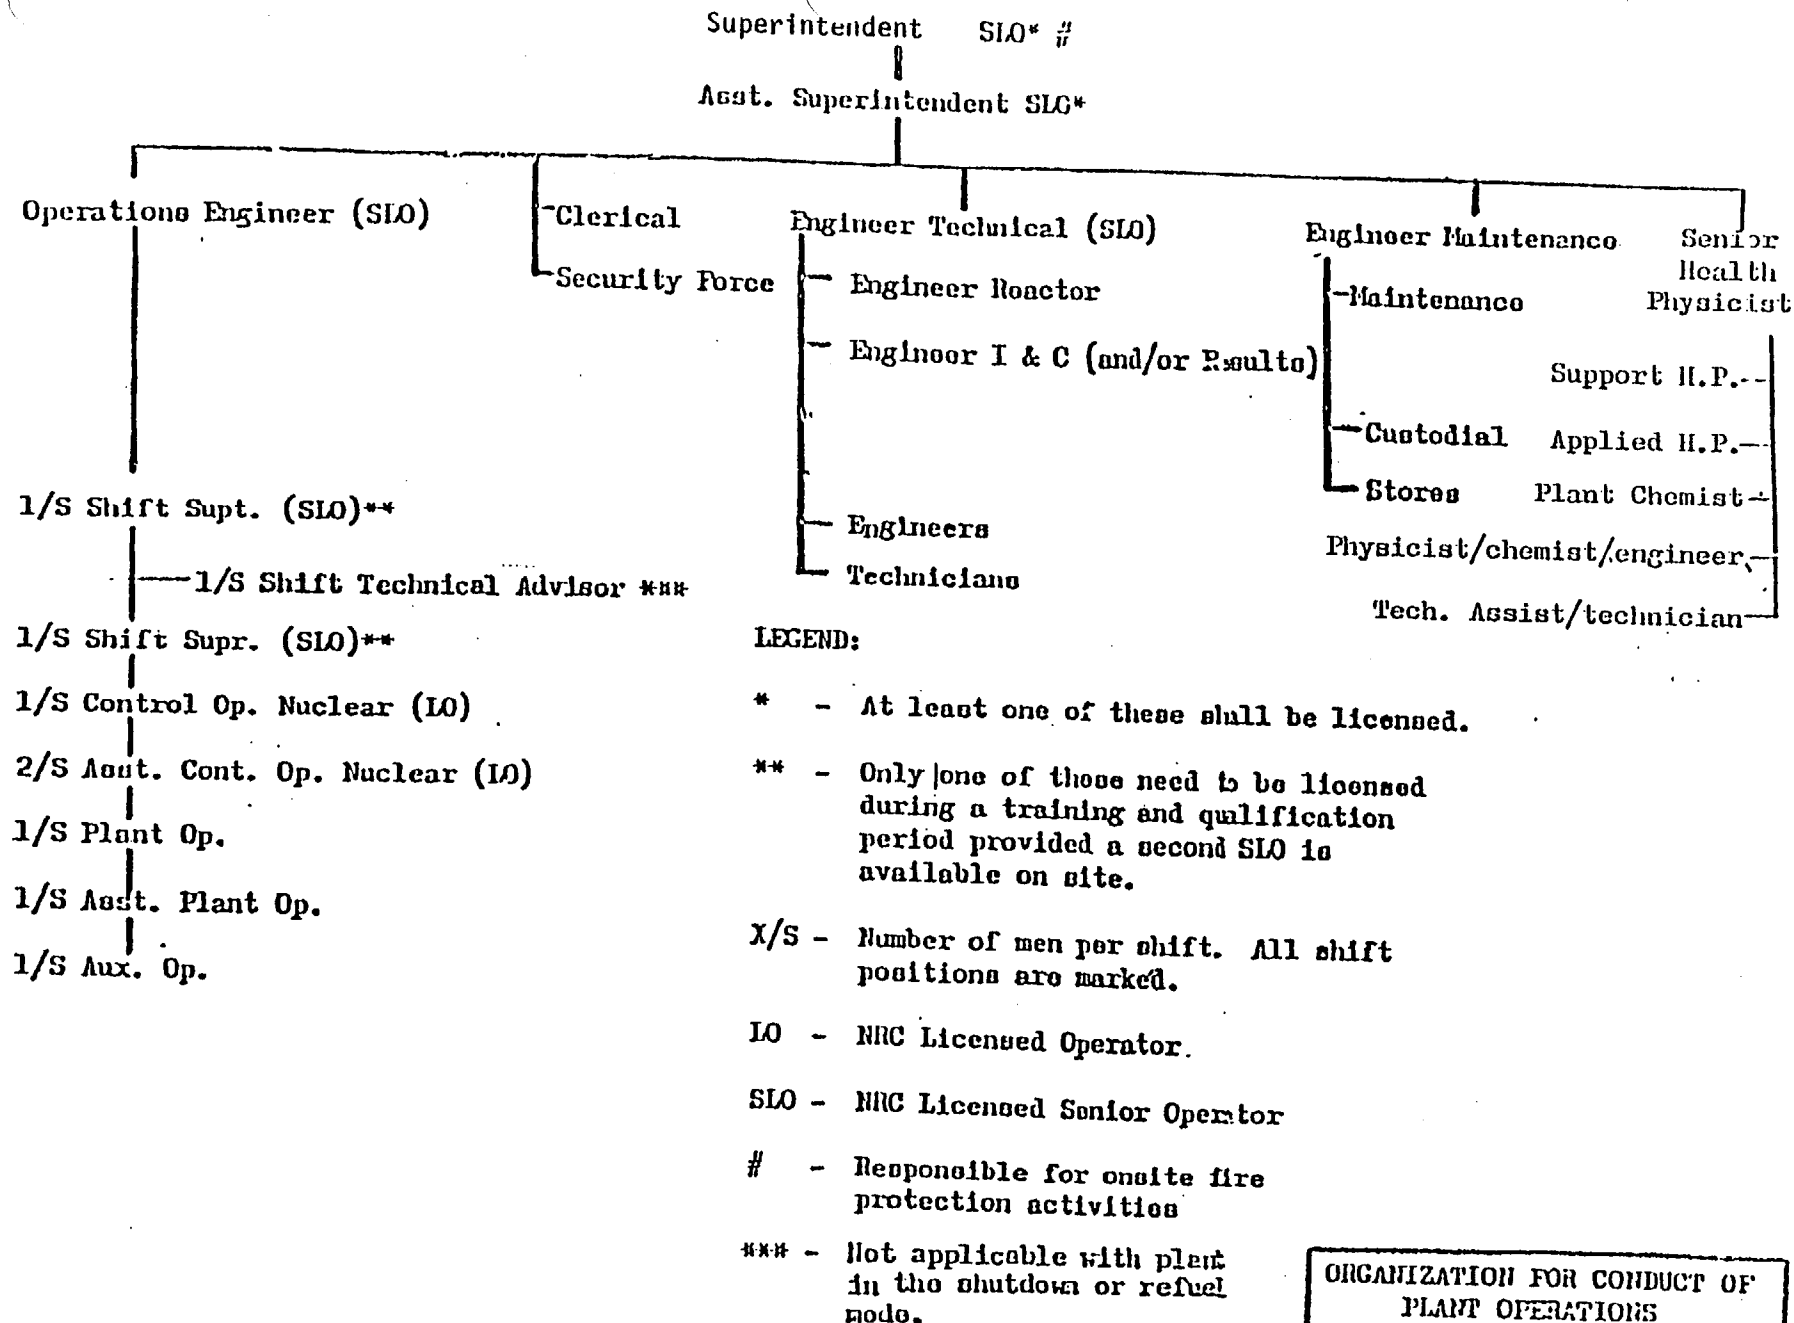 Superintendent SLO* #
Asst. Superintendent SLO*
Operations Engineer (SLO)
Clerical
Security Force
Engineer Technical (SLO)
Engineer Reactor
Engineer I & C (and/or Results)
Engineers
Technicians
Engineer Maintenance
Maintenance
Custodial
Stores
Senior
Health
Physicist
Support H.P.
Applied H.P.
Plant Chemist
Physicist/chemist/engineer
Tech. Assist/technician
1/S Shift Supt. (SLO)**
1/S Shift Technical Advisor ***
1/S Shift Supr. (SLO)**
1/S Control Op. Nuclear (LO)
2/S Asst. Cont. Op. Nuclear (LO)
1/S Plant Op.
1/S Asst. Plant Op.
1/S Aux. Op.
LEGEND:
* - At least one of these shall be licensed.
** - Only one of those need to be licensed
during a training and qualification
period provided a second SLO is
available on site.
X/S - Number of men per shift. All shift
positions are marked.
LO - NRC Licensed Operator.
SLO - NRC Licensed Senior Operator
# - Responsible for onsite fire
protection activities
*** - Not applicable with plant
in the shutdown or refuel
mode.
ORGANIZATION FOR CONDUCT OF
PLANT OPERATIONS